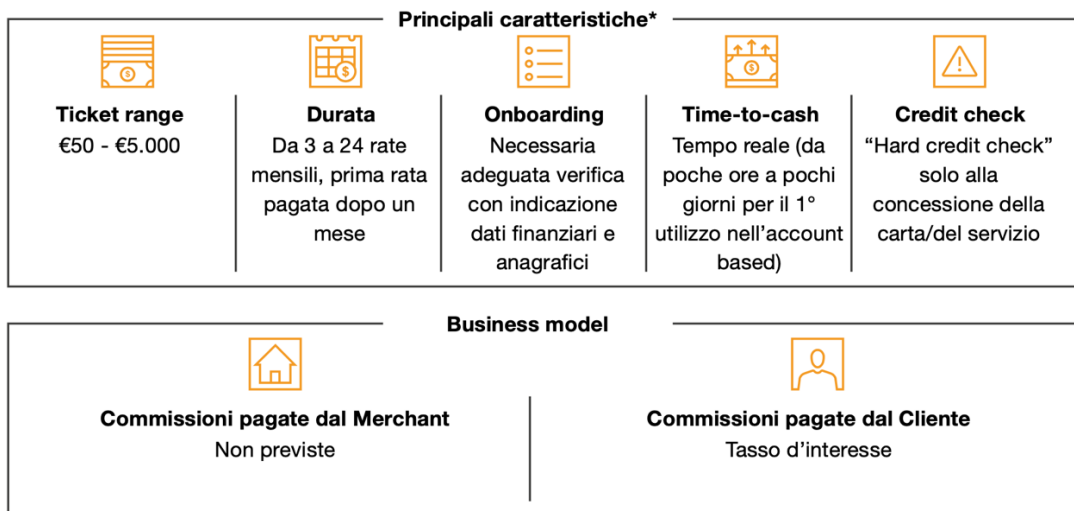 Principali caratteristiche*
Ticket range
€50 - €5.000
Durata
Da 3 a 24 rate
mensili, prima rata
pagata dopo un
mese
Onboarding
Necessaria
adeguata verifica
con indicazione
dati finanziari e
anagrafici
Time-to-cash
Tempo reale (da
poche ore a pochi
giorni per il 1°
utilizzo nell’account
based)
Credit check
“Hard credit check”
solo alla
concessione della
carta/del servizio
Business model
Commissioni pagate dal Merchant
Non previste
Commissioni pagate dal Cliente
Tasso d’interesse